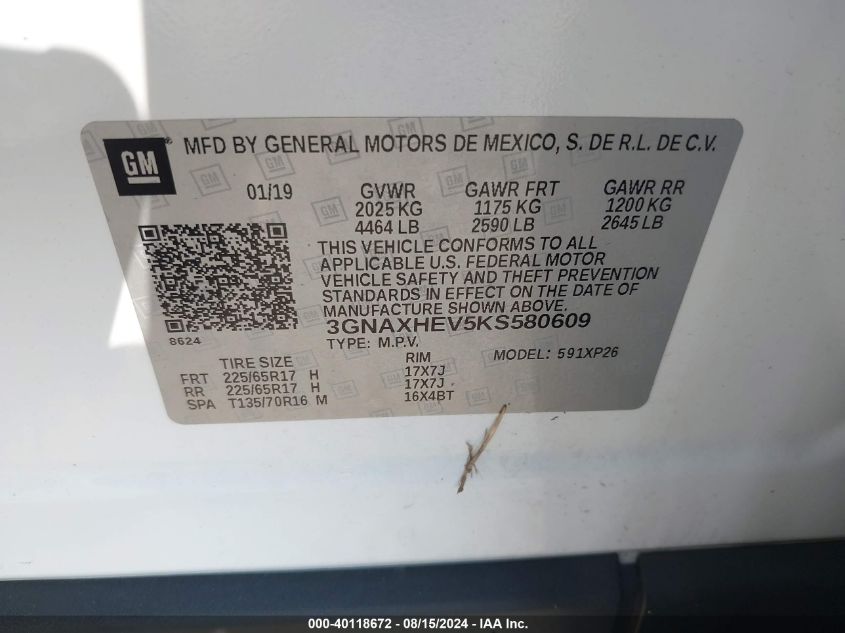 GM ® MFD BY GENERAL MOTORS DE MEXICO, S. DE R.L. DE C.V.
01/19 GVWR GAWR FRT GAWR RR
2025 KG 1175 KG 1200 KG
4464 LB 2590 LB 2645 LB
THIS VEHICLE CONFORMS TO ALL
APPLICABLE U.S. FEDERAL MOTOR
VEHICLE SAFETY AND THEFT PREVENTION
STANDARDS IN EFFECT ON THE DATE OF
MANUFACTURE SHOWN ABOVE.
3GNAXHEV5KS580609
8624
TYPE: M.P.V. MODEL: 591XP26
TIRE SIZE RIM
FRT 225/65R17 H 17X7J
RR 225/65R17 H 17X7J
SPA T135/70R16 M 16X4BT
000-40118672 - 08/15/2024 - IAA Inc.